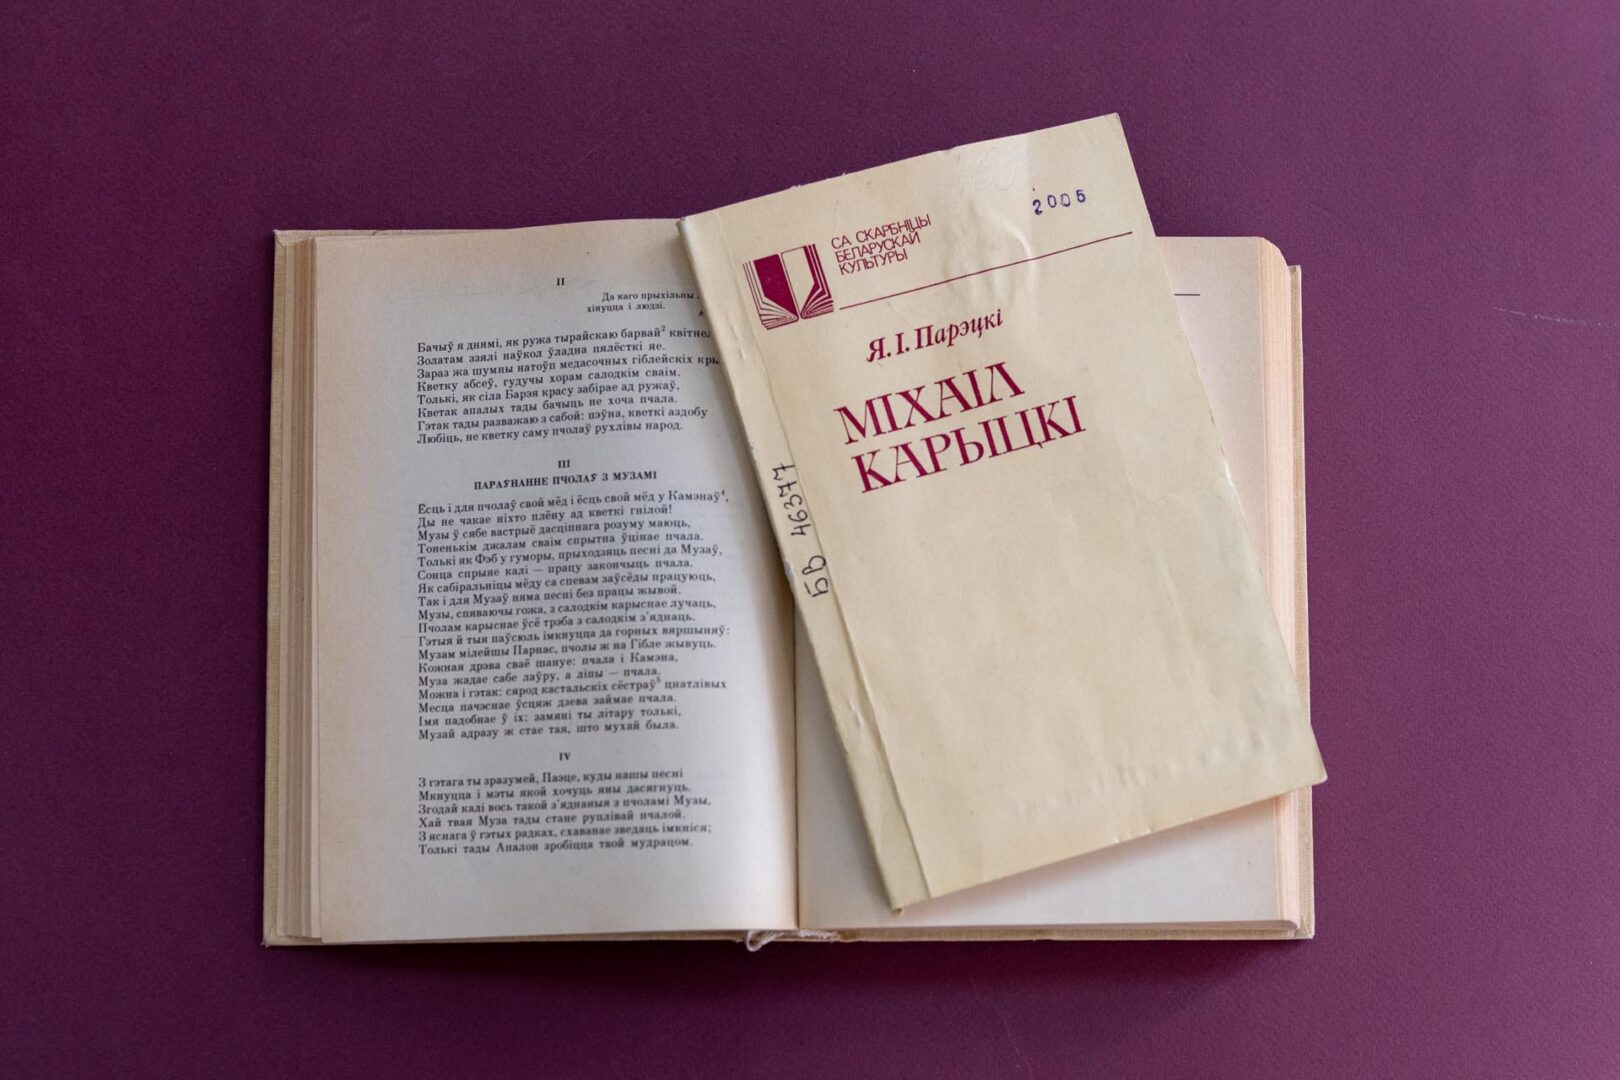 II
Да каго прыхільны
хінуцца і людзі.
Бачыў я днямі, як ружа тырайскаю барвай² квітнел
Золатам ззялі наўкол ўладна пялёсткі яе.
Зараз жа шумны натоўп медасочных гіблейскіх кры
Кветку абсеў, гудучы хорам салодкім сваім.
Толькі, як сіла Барэя красу забірае ад ружаў,
Кветак апалых тады бачыць не хоча пчала.
Гэтак тады разважаю з сабой: пэўна, кветкі аздобу
Любіць, не кветку саму пчолаў рухлівы народ.
III
ПАРАЎНАННЕ ПЧОЛАЎ З МУЗАМІ
Ёсць і для пчолаў свой мёд і ёсць свой мёд у Камэнаў⁴,
Ды не чакае ніхто плёну ад кветкі гнілой!
Музы ў сябе вастрыё дасціпнага розуму маюць,
Тоненькім джалам сваім спрытна ўцінае пчала.
Толькі як Фэб у гуморы, прыходзяць песні да Музаў,
Сонца спрыяе калі — працу закончыць пчала.
Як сабіральніцы мёду са спевам заўсёды працуюць,
Так і для Музаў няма песні без працы жывой.
Музы, спяваючы гожа, з салодкім карыснае лучаць,
Пчолам карыснае ўсё трэба з салодкім з'яднаць.
Гэтыя й тыя паўсюль імкнуцца да горных вяршыняў:
Музам мілейшы Парнас, пчолы ж на Гібле жывуць.
Кожная дрэва сваё шануе: пчала і Камэна,
Муза жадае сабе лаўру, а ліпы — пчала.
Можна і гэтак: сярод кастальскіх сёстраў⁵ цнатлівых
Месца пачэснае ўсцяж дзева займае пчала.
Імя падобнае ў іх: замяні ты літару толькі,
Музай адразу ж стае тая, што мухай была.
IV
З гэтага ты зразумей, Паэце, куды нашы песні
Мкнуцца і мэты якой хочуць яны дасягнуць.
Згодай калі вось такой з'яднаныя з пчоламі Музы,
Хай твая Муза тады стане руплівай пчалой.
З яснага ў гэтых радках, схаванае зведаць імкніся;
Толькі тады Апалон зробіцца твой мудрацом.
2005
СА СКАРБНІЦЫ
БЕЛАРУСКАЙ
КУЛЬТУРЫ
Я. І. Парэцкі
МІХАІЛ
КАРЫЦКІ
БВ 46377